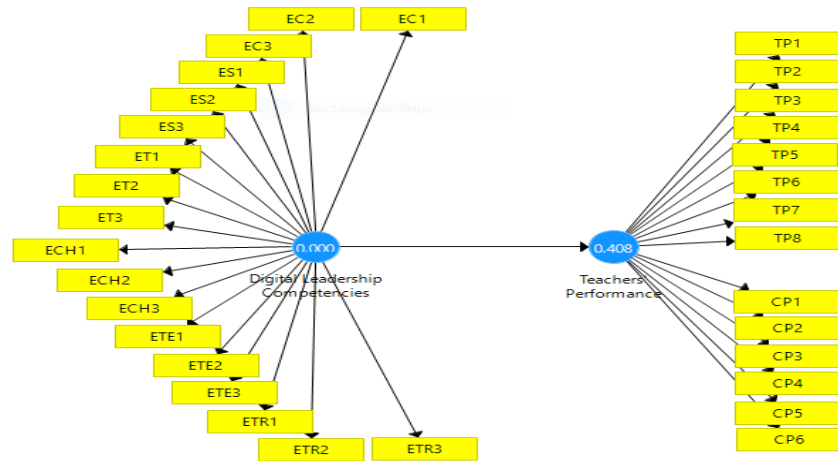 EC2
EC1
EC3
ES1
ES2
ES3
ET1
ET2
ET3
ECH1
ECH2
ECH3
ETE1
ETE2
ETE3
ETR1
ETR2
ETR3
0.000
Digital Leadership
Competencies
0.408
Teachers
Performance
TP1
TP2
TP3
TP4
TP5
TP6
TP7
TP8
CP1
CP2
CP3
CP4
CP5
CP6
Rectangular Snip